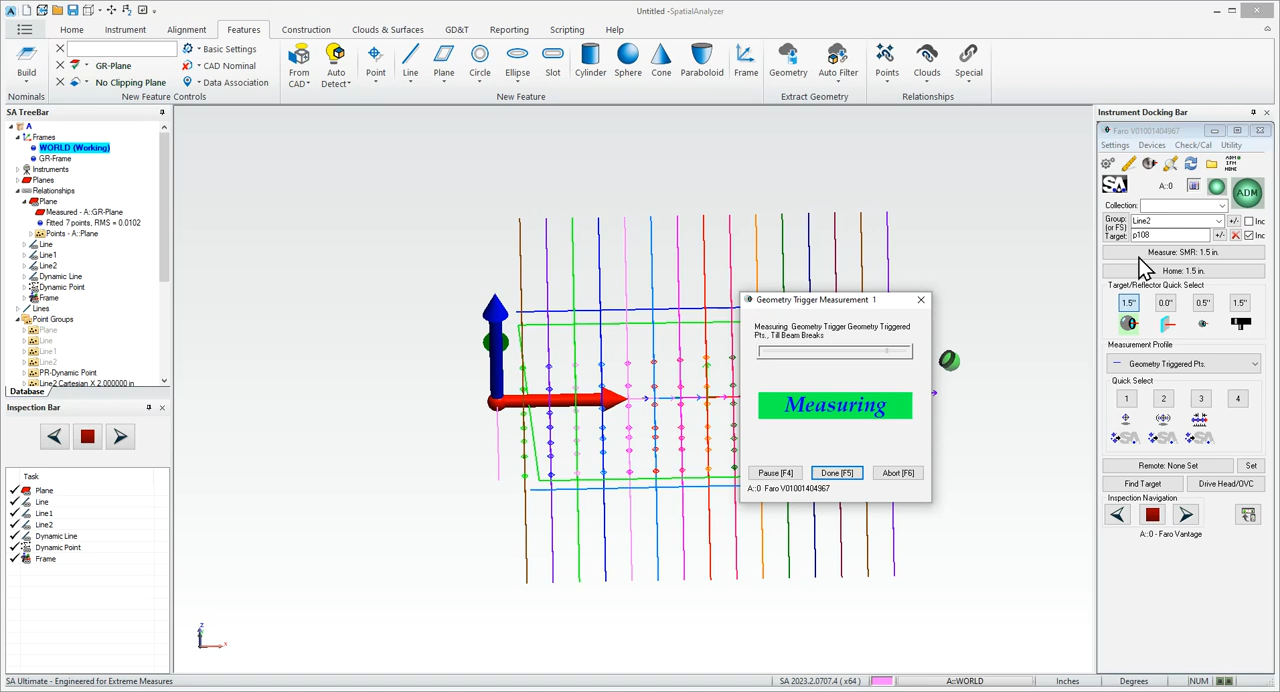 Untitled - SpatialAnalyzer
Home
Instrument
Alignment
Features
Construction
Clouds & Surfaces
GD&T
Reporting
Scripting
Help
Build
Nominals
GR-Plane
No Clipping Plane
Basic Settings
CAD Nominal
Data Association
New Feature Controls
From CAD
Auto Detect
Point
Line
Plane
Circle
Ellipse
Slot
Cylinder
Sphere
Cone
Paraboloid
Frame
New Feature
Geometry
Auto Filter
Extract Geometry
Points
Clouds
Special
Relationships
SA TreeBar
A
Frames
WORLD (Working)
GR-Frame
Instruments
Planes
Relationships
Plane
Measured - A::GR-Plane
Fitted 7 points, RMS = 0.0102
Points - A::Plane
Line
Line1
Line2
Dynamic Line
Dynamic Point
Frame
Lines
Point Groups
Plane
Line
Line1
Line2
PR-Dynamic Point
Line2 Cartesian X 2.000000 in
Database
Inspection Bar
Task
Plane
Line
Line1
Line2
Dynamic Line
Dynamic Point
Frame
Geometry Trigger Measurement 1
Measuring Geometry Trigger Geometry Triggered
Pts., Till Beam Breaks
Measuring
Pause [F4]
Done [F5]
Abort [F6]
A::0 Faro V01001404967
Z
X
Instrument Docking Bar
Faro V01001404967
Settings
Devices
Check/Cal
Utility
ADM
IFM
HOME
SA
A::0
ADM
Collection:
Group:
(or FS)
Line2
+/-
Inc
Target:
p108
+/-
Inc
Measure: SMR: 1.5 in.
Home: 1.5 in.
Target/Reflector Quick Select
1.5"
0.0"
0.5"
1.5"
Measurement Profile
Geometry Triggered Pts.
Quick Select
1
2
3
4
SA
SA
SA
Remote: None Set
Set
Find Target
Drive Head/OVC
Inspection Navigation
A::0 - Faro Vantage
SA Ultimate - Engineered for Extreme Measures
SA 2023.2.0707.4 ( x64 )
A::WORLD
Inches
Degrees
NUM